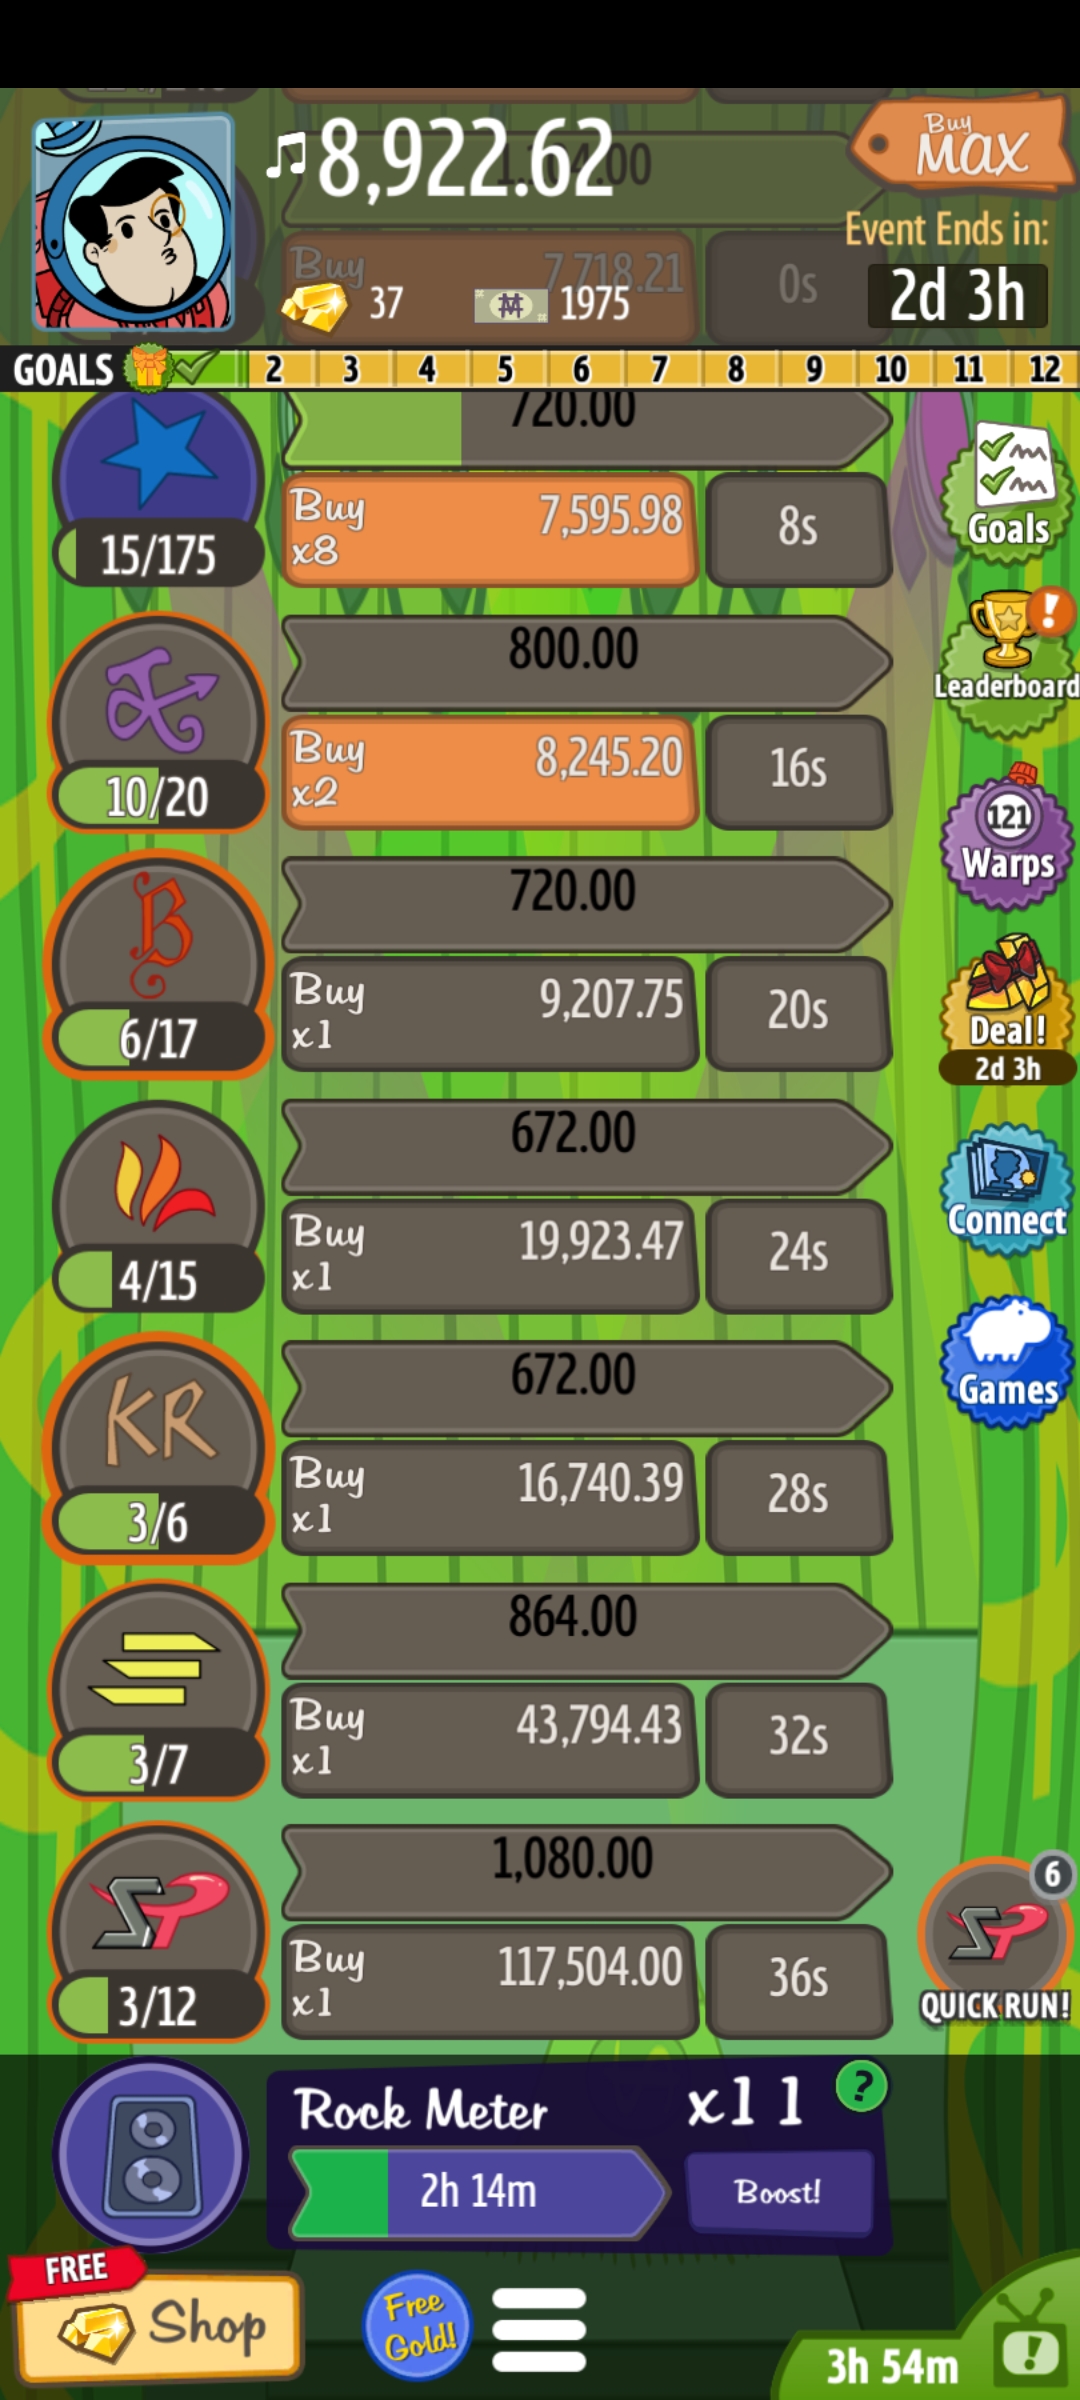 8,922.62
Buy
MAX
Event Ends in:
2d 3h
Buy
7,718.21
0s
37
1975
GOALS 2 3 4 5 6 7 8 9 10 11 12
720.00
Buy
x8
7,595.98
8s
15/175
Goals
800.00
Buy
x2
8,245.20
16s
10/20
Leaderboard
720.00
Buy
x1
9,207.75
20s
6/17
121
Warps
Deal!
2d 3h
672.00
Buy
x1
19,923.47
24s
4/15
Connect
672.00
KR
Buy
x1
16,740.39
28s
3/6
Games
864.00
Buy
x1
43,794.43
32s
3/7
1,080.00
SP
Buy
x1
117,504.00
36s
3/12
6
SP
QUICK RUN!
Rock Meter
x11
?
2h 14m
Boost!
FREE
Shop
Free
Gold!
3h 54m